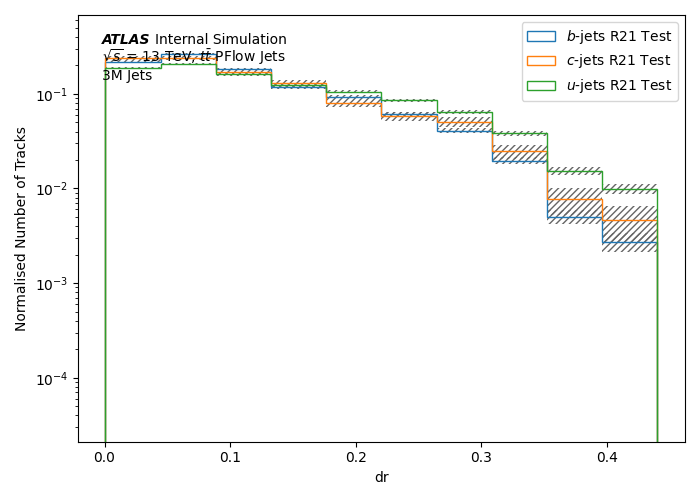 ATLAS Internal Simulation
√s = 13 TeV, tt̄ PFlow Jets
3M Jets
b-jets R21 Test
c-jets R21 Test
u-jets R21 Test
Normalised Number of Tracks
10⁻¹
10⁻²
10⁻³
10⁻⁴
0.0 0.1 0.2 0.3 0.4
dr